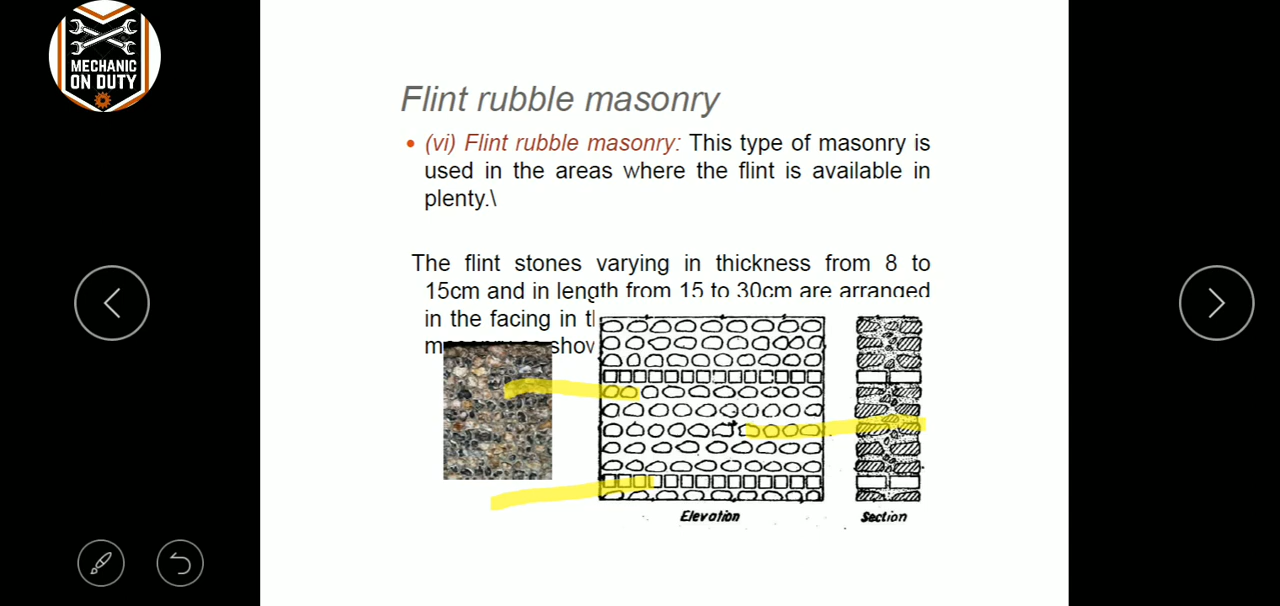 MECHANIC
ON DUTY
Flint rubble masonry
• (vi) Flint rubble masonry: This type of masonry is
used in the areas where the flint is available in
plenty.\
The flint stones varying in thickness from 8 to
15cm and in length from 15 to 30cm are arranged
in the facing in
Elevation
Section